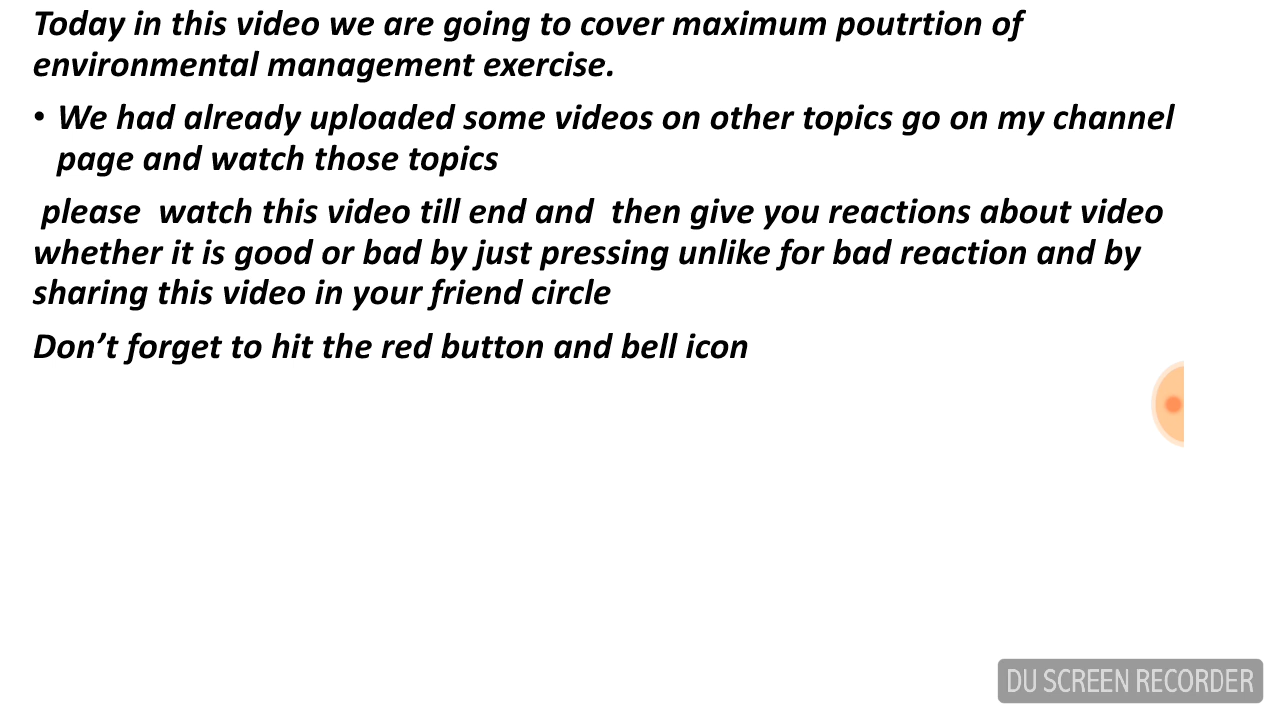 Today in this video we are going to cover maximum poutrtion of
environmental management exercise.
• We had already uploaded some videos on other topics go on my channel
page and watch those topics
please  watch this video till end and  then give you reactions about video
whether it is good or bad by just pressing unlike for bad reaction and by
sharing this video in your friend circle
Don’t forget to hit the red button and bell icon
DU SCREEN RECORDER